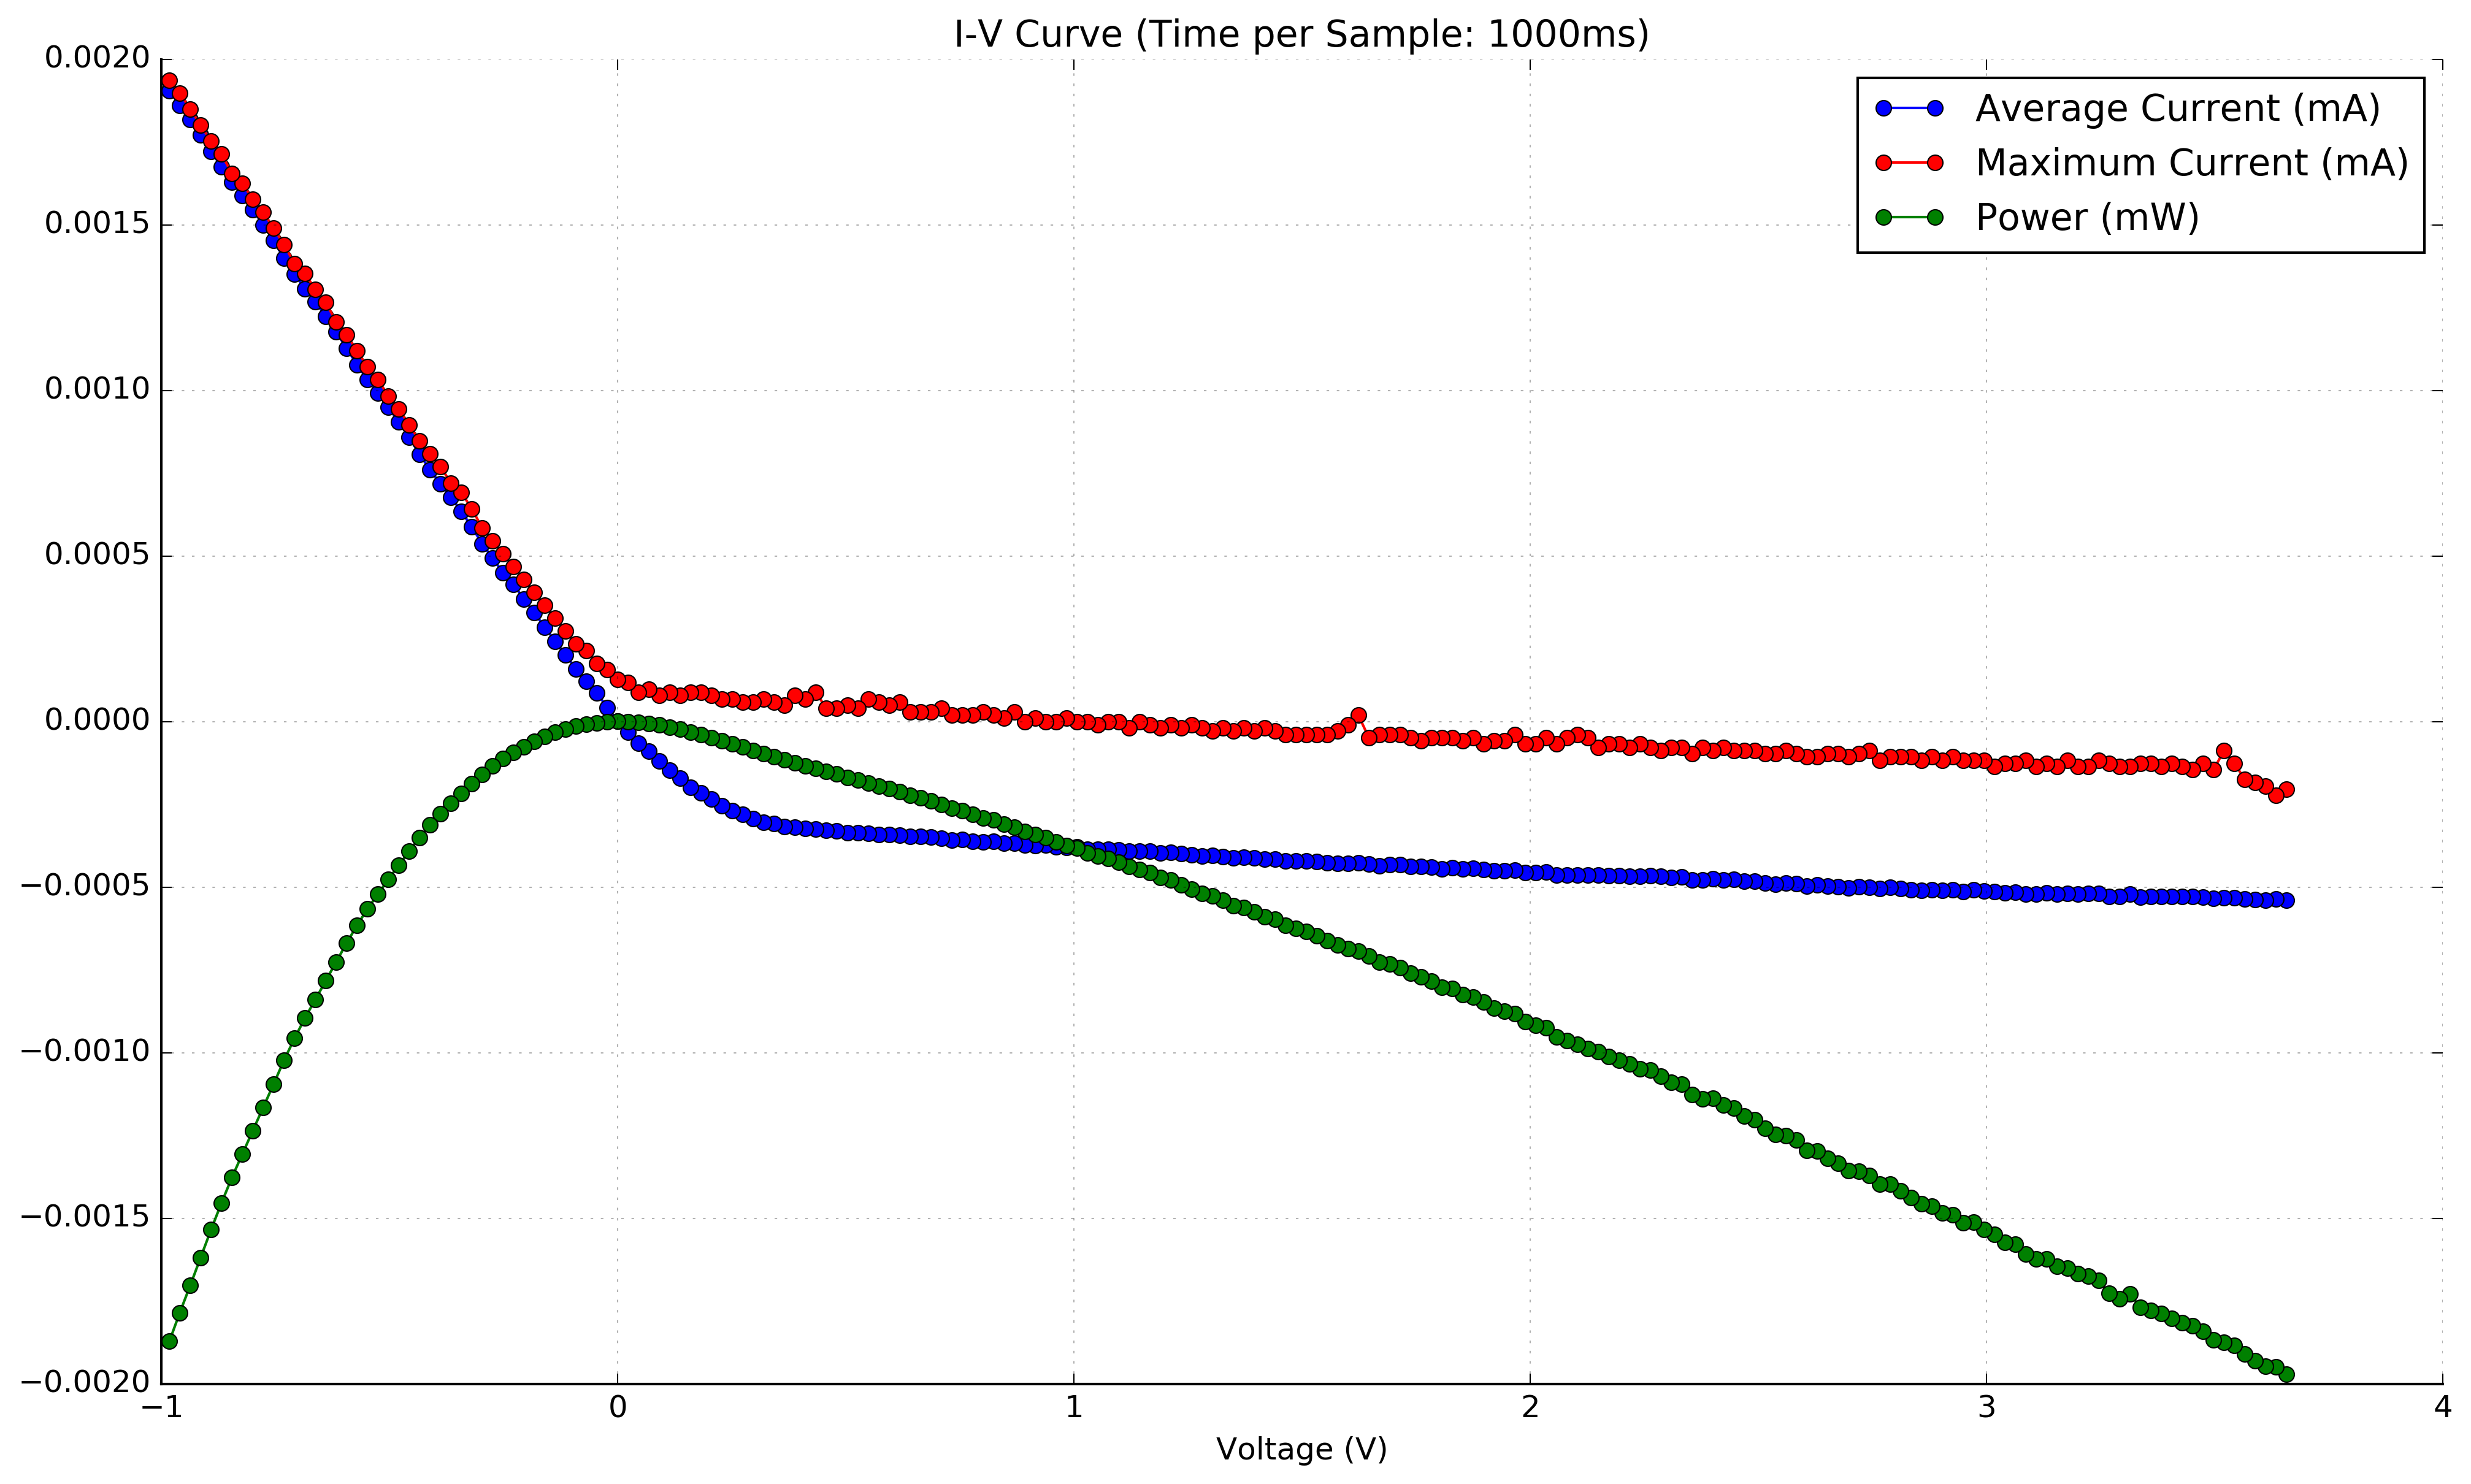 I-V Curve (Time per Sample: 1000ms)
0.0020
0.0015
0.0010
0.0005
0.0000
−0.0005
−0.0010
−0.0015
−0.0020
Average Current (mA)
Maximum Current (mA)
Power (mW)
−1 0 1 2 3 4
Voltage (V)